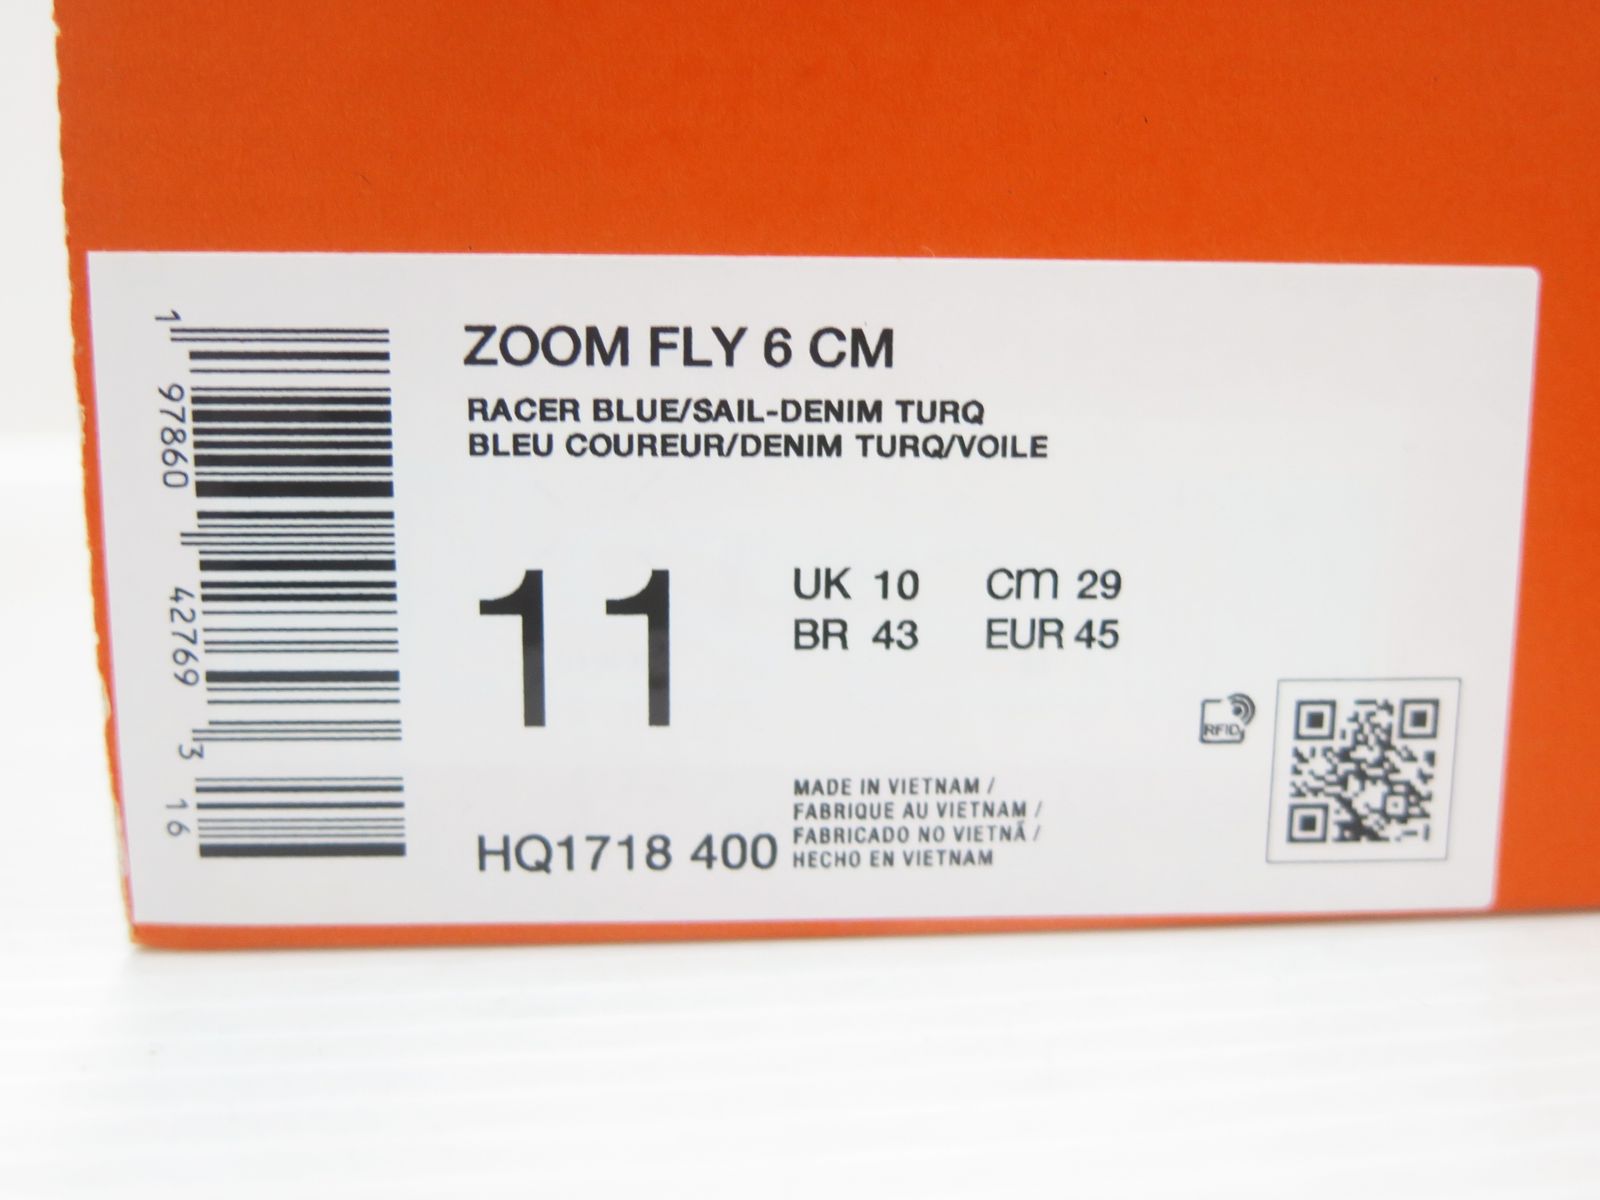 ZOOM FLY 6 CM
RACER BLUE/SAIL-DENIM TURQ
BLEU COUREUR/DENIM TURQ/VOILE
11
UK 10 cm 29
BR 43 EUR 45
RFID
HQ1718 400
MADE IN VIETNAM /
FABRIQUE AU VIETNAM /
FABRICADO NO VIETNÃ /
HECHO EN VIETNAM
1 97860 42769 3 16